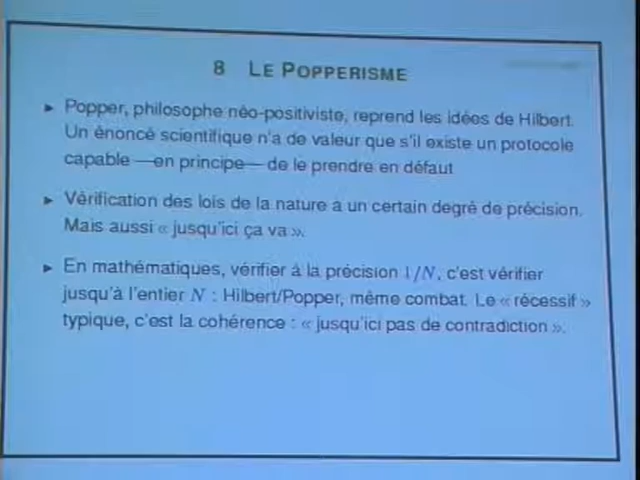 8 LE POPPERISME
► Popper, philosophe néo-positiviste, reprend les idées de Hilbert.
Un énoncé scientifique n'a de valeur que s'il existe un protocole
capable —en principe— de le prendre en défaut
► Vérification des lois de la nature à un certain degré de précision.
Mais aussi « jusqu'ici ça va ».
► En mathématiques, vérifier à la précision 1/N, c'est vérifier
jusqu'à l'entier N : Hilbert/Popper, même combat. Le « récessif »
typique, c'est la cohérence : « jusqu'ici pas de contradiction ».